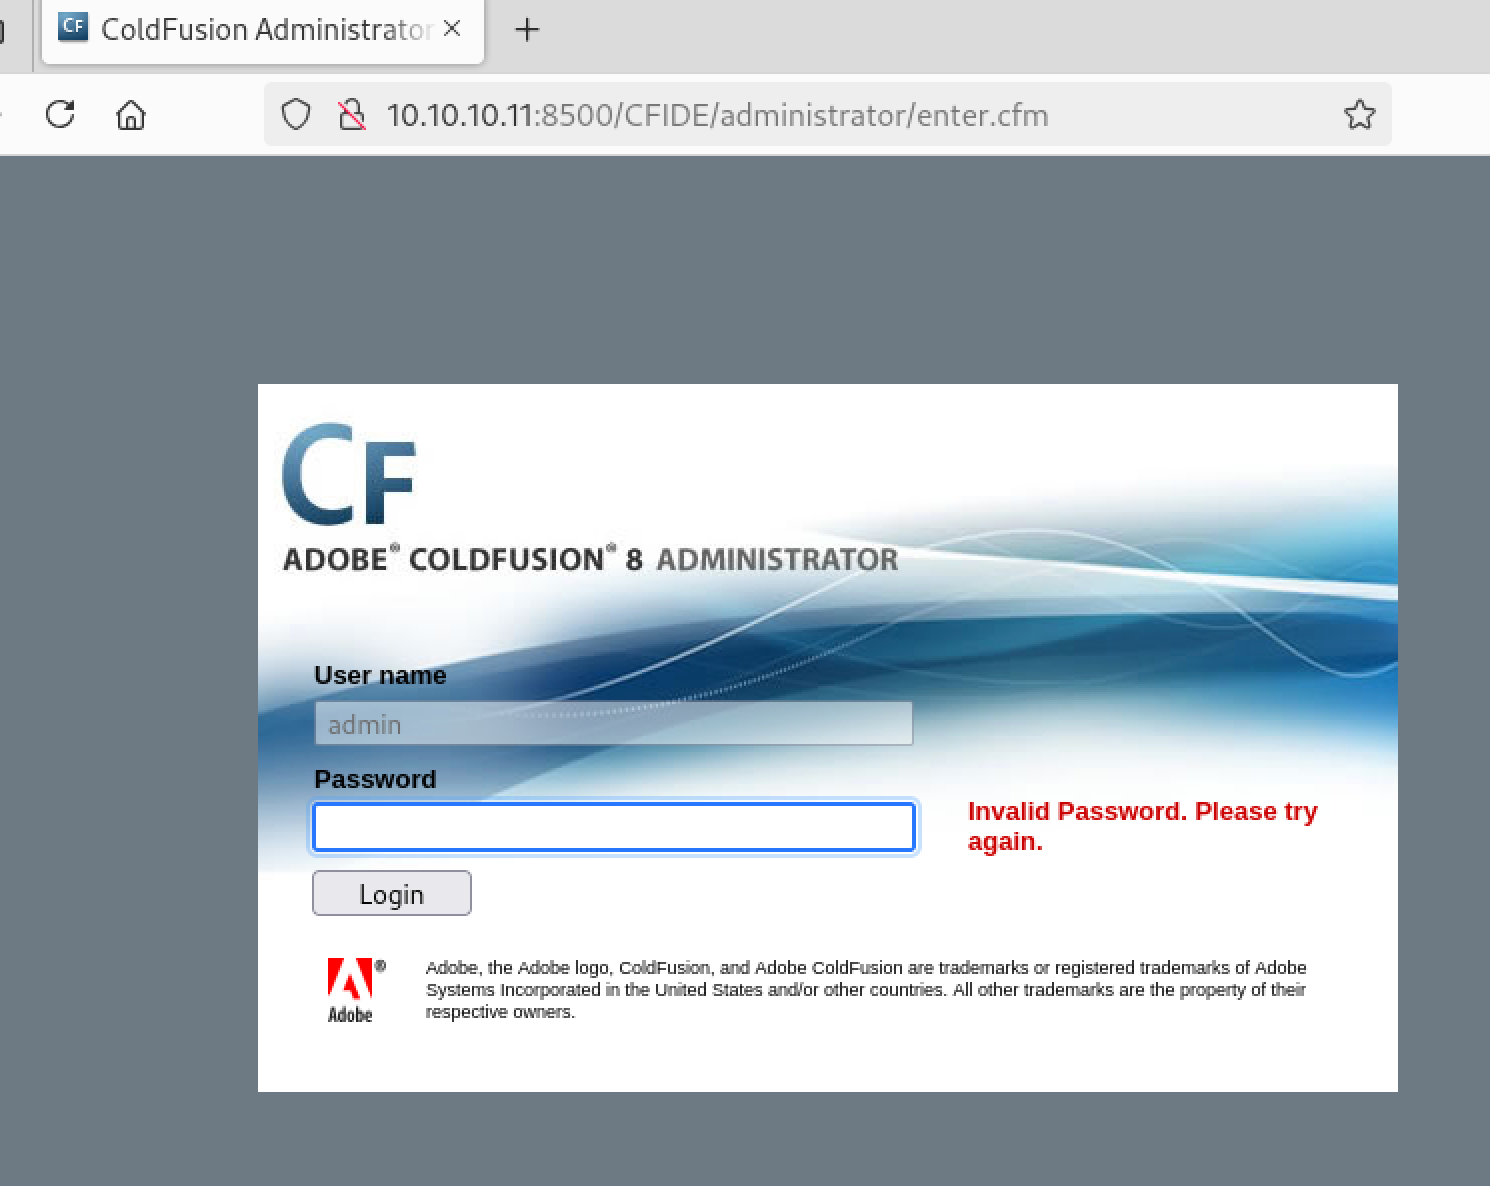 CF ColdFusion Administrator
10.10.10.11:8500/CFIDE/administrator/enter.cfm
CF
ADOBE® COLDFUSION® 8 ADMINISTRATOR
User name
admin
Password
Invalid Password. Please try
again.
Login
Adobe, the Adobe logo, ColdFusion, and Adobe ColdFusion are trademarks or registered trademarks of Adobe
Systems Incorporated in the United States and/or other countries. All other trademarks are the property of their
respective owners.
®
Adobe